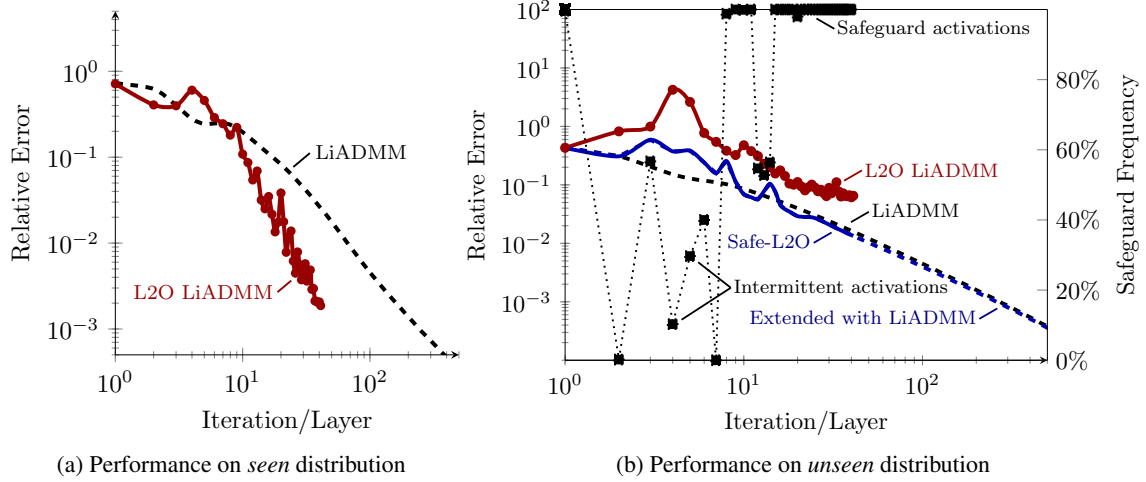 10^0
10^-1
10^-2
10^-3
Relative Error
LiADMM
L2O LiADMM
10^0
10^1
10^2
Iteration/Layer
(a) Performance on seen distribution
10^2
10^1
10^0
10^-1
10^-2
10^-3
Relative Error
Safeguard activations
L2O LiADMM
LiADMM
Safe-L2O
Intermittent activations
Extended with LiADMM
80%
60%
40%
20%
0%
Safeguard Frequency
10^0
10^1
10^2
Iteration/Layer
(b) Performance on unseen distribution